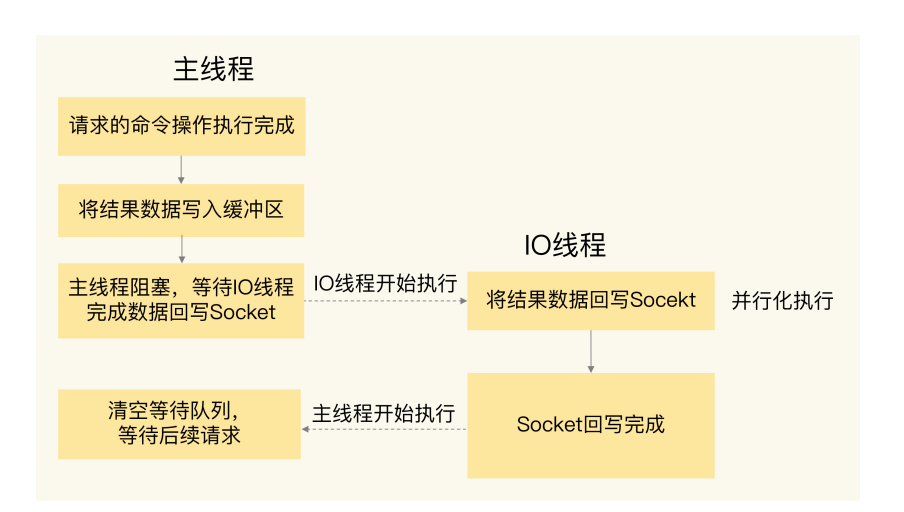 主线程
请求的命令操作执行完成
将结果数据写入缓冲区
主线程阻塞，等待IO线程
完成数据回写Socket
IO线程开始执行
IO线程
将结果数据回写Socekt
并行化执行
Socket回写完成
主线程开始执行
清空等待队列，
等待后续请求